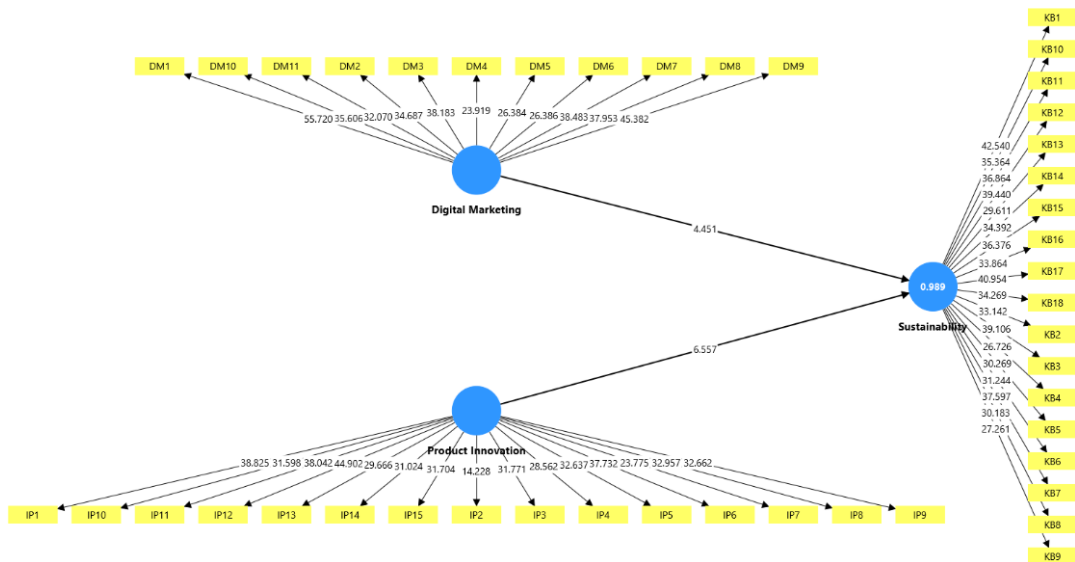 KB1
KB10
DM1 DM10 DM11 DM2 DM3 DM4 DM5 DM6 DM7 DM8 DM9
KB11
55.720 35.606 32.070 34.687 38.183 23.919 26.384 26.386 38.483 37.953 45.382
KB12
KB13
42.540
35.364
KB14
36.864
39.440
KB15
29.611
Digital Marketing
34.392
4.451
36.376
KB16
33.864
KB17
40.954
0.989
34.269
KB18
33.142
Sustainability
KB2
39.106
26.726
6.557
KB3
30.269
31.244
KB4
37.597
30.183
KB5
27.261
Product Innovation
KB6
38.825 31.598 38.042 44.902 29.666 31.024 31.704 14.228 31.771 28.562 32.637 37.732 23.775 32.957 32.662
KB7
IP1 IP10 IP11 IP12 IP13 IP14 IP15 IP2 IP3 IP4 IP5 IP6 IP7 IP8 IP9
KB8
KB9